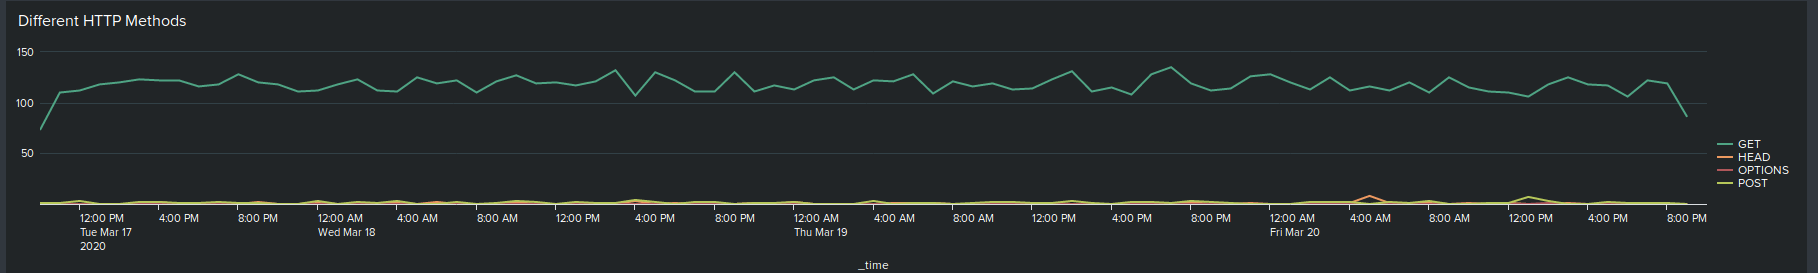 Different HTTP Methods
150
100
50
GET
HEAD
OPTIONS
POST
12:00 PM 4:00 PM 8:00 PM 12:00 AM 4:00 AM 8:00 AM 12:00 PM 4:00 PM 8:00 PM 12:00 AM 4:00 AM 8:00 AM 12:00 PM 4:00 PM 8:00 PM 12:00 AM 4:00 AM 8:00 AM 12:00 PM 4:00 PM 8:00 PM
Tue Mar 17 Wed Mar 18 Thu Mar 19 Fri Mar 20
2020
_time